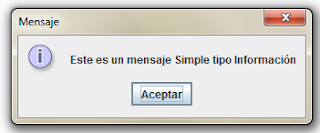 Mensaje
Este es un mensaje Simple tipo Información
Aceptar